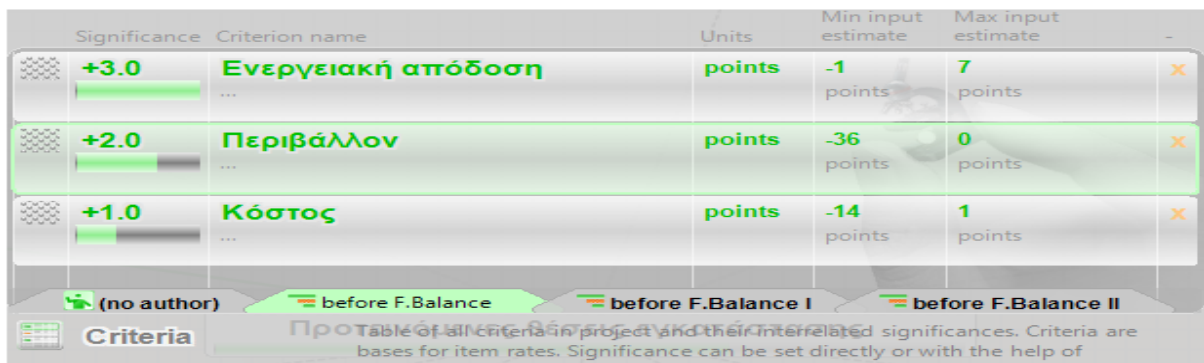 Significance Criterion name Units Min input estimate Max input estimate -
+3.0 Ενεργειακή απόδοση points -1 7 x
... points points
+2.0 Περιβάλλον points -36 0 x
... points points
+1.0 Κόστος points -14 1 x
... points points
(no author) before F.Balance before F.Balance I before F.Balance II
Criteria
Table of all criteria in project and their interrelated significances. Criteria are
bases for item rates. Significance can be set directly or with the help of